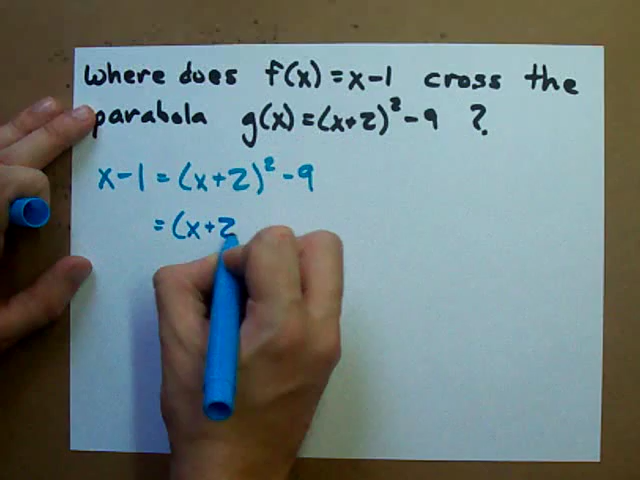 Where does f(x)=x-1 cross the
parabola g(x)=(x+2)²-9 ?
x-1=(x+2)²-9
=(x+2